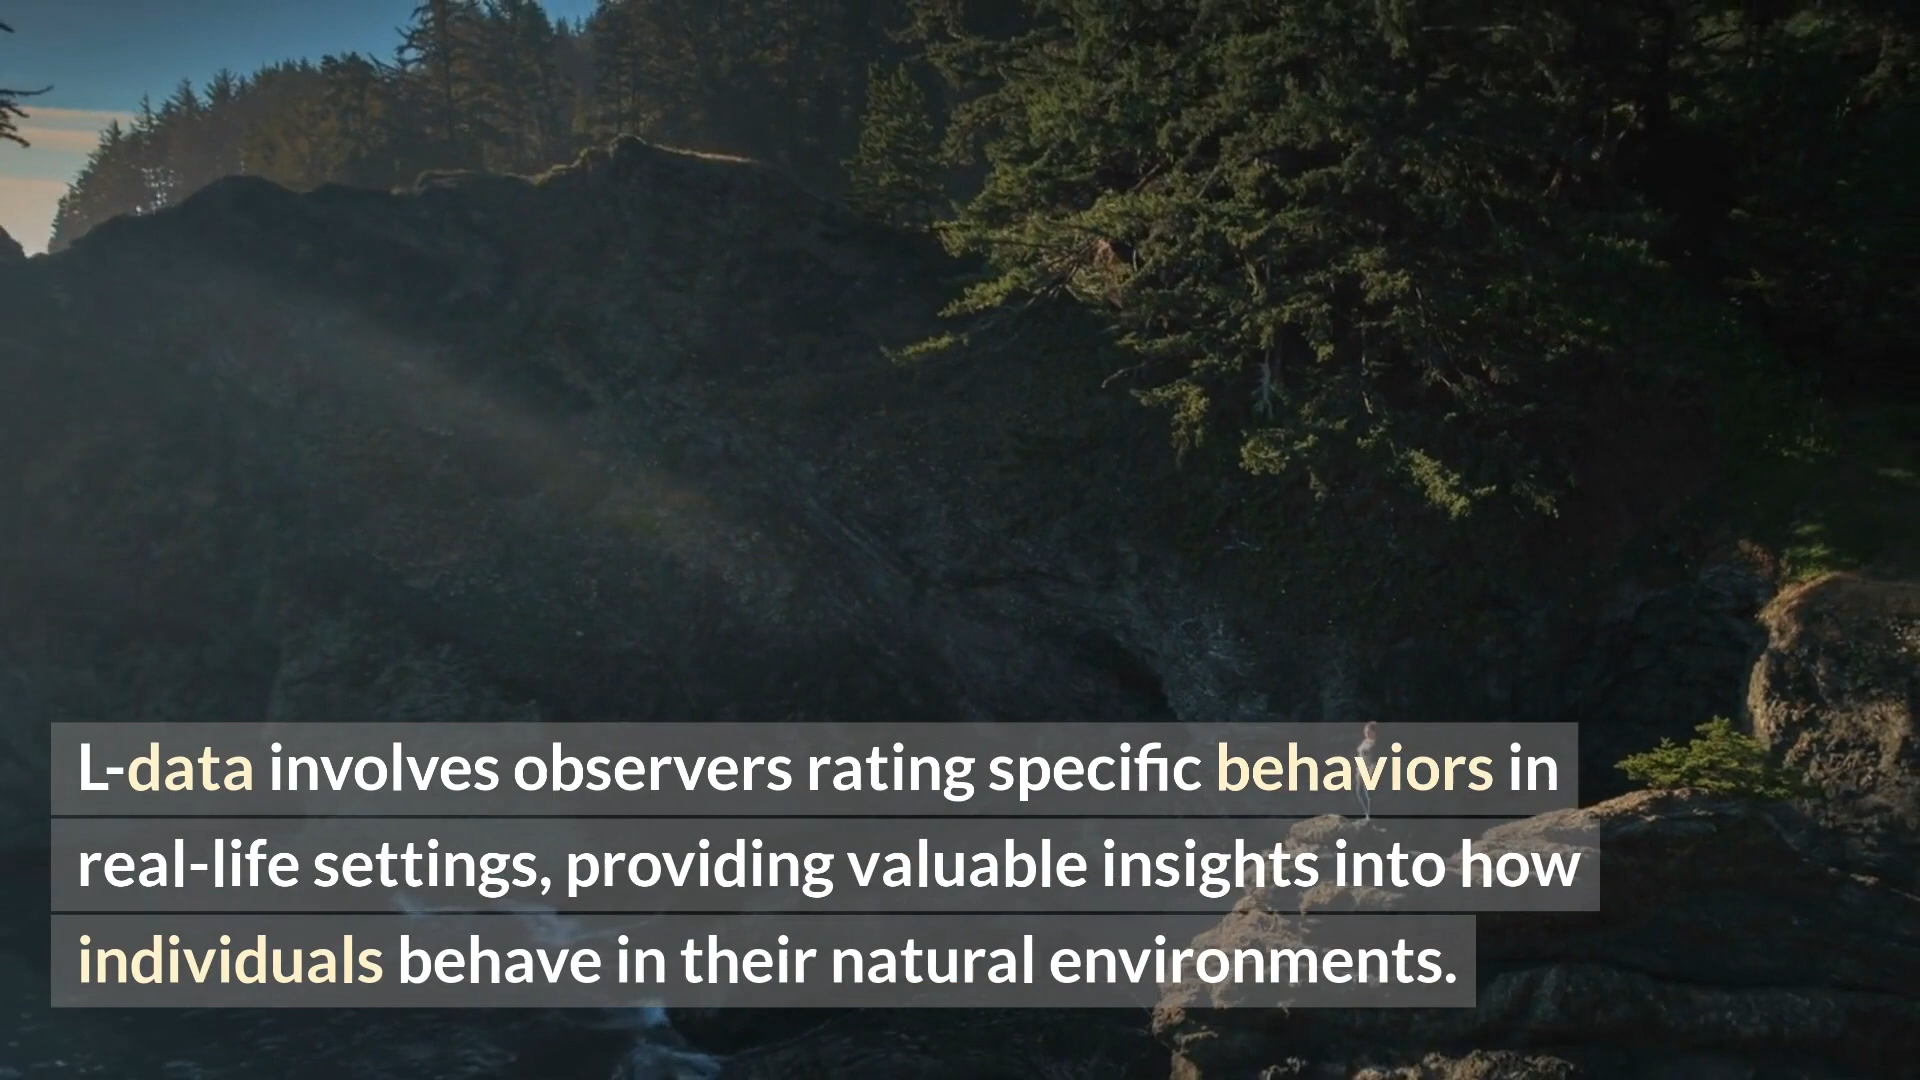 L-data involves observers rating specific behaviors in
real-life settings, providing valuable insights into how
individuals behave in their natural environments.